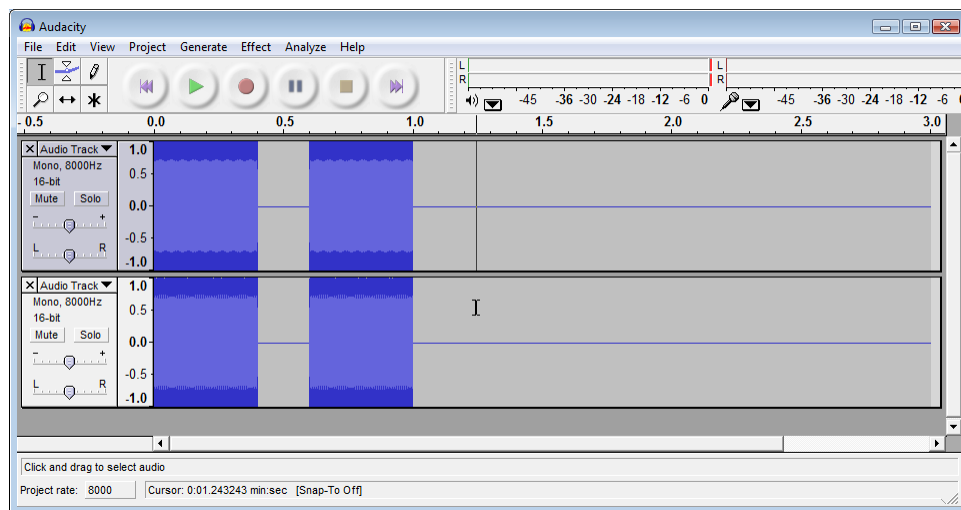 Audacity
File Edit View Project Generate Effect Analyze Help
L
R
-45 -36 -30 -24 -18 -12 -6 0
L
R
-45 -36 -30 -24 -18 -12 -6
- 0.5 0.0 0.5 1.0 1.5 2.0 2.5 3.0
X Audio Track
Mono, 8000Hz
16-bit
Mute Solo
- +
L R
1.0
0.5
0.0
-0.5
-1.0
X Audio Track
Mono, 8000Hz
16-bit
Mute Solo
- +
L R
1.0
0.5
0.0
-0.5
-1.0
Click and drag to select audio
Project rate: 8000 Cursor: 0:01.243243 min:sec [Snap-To Off]